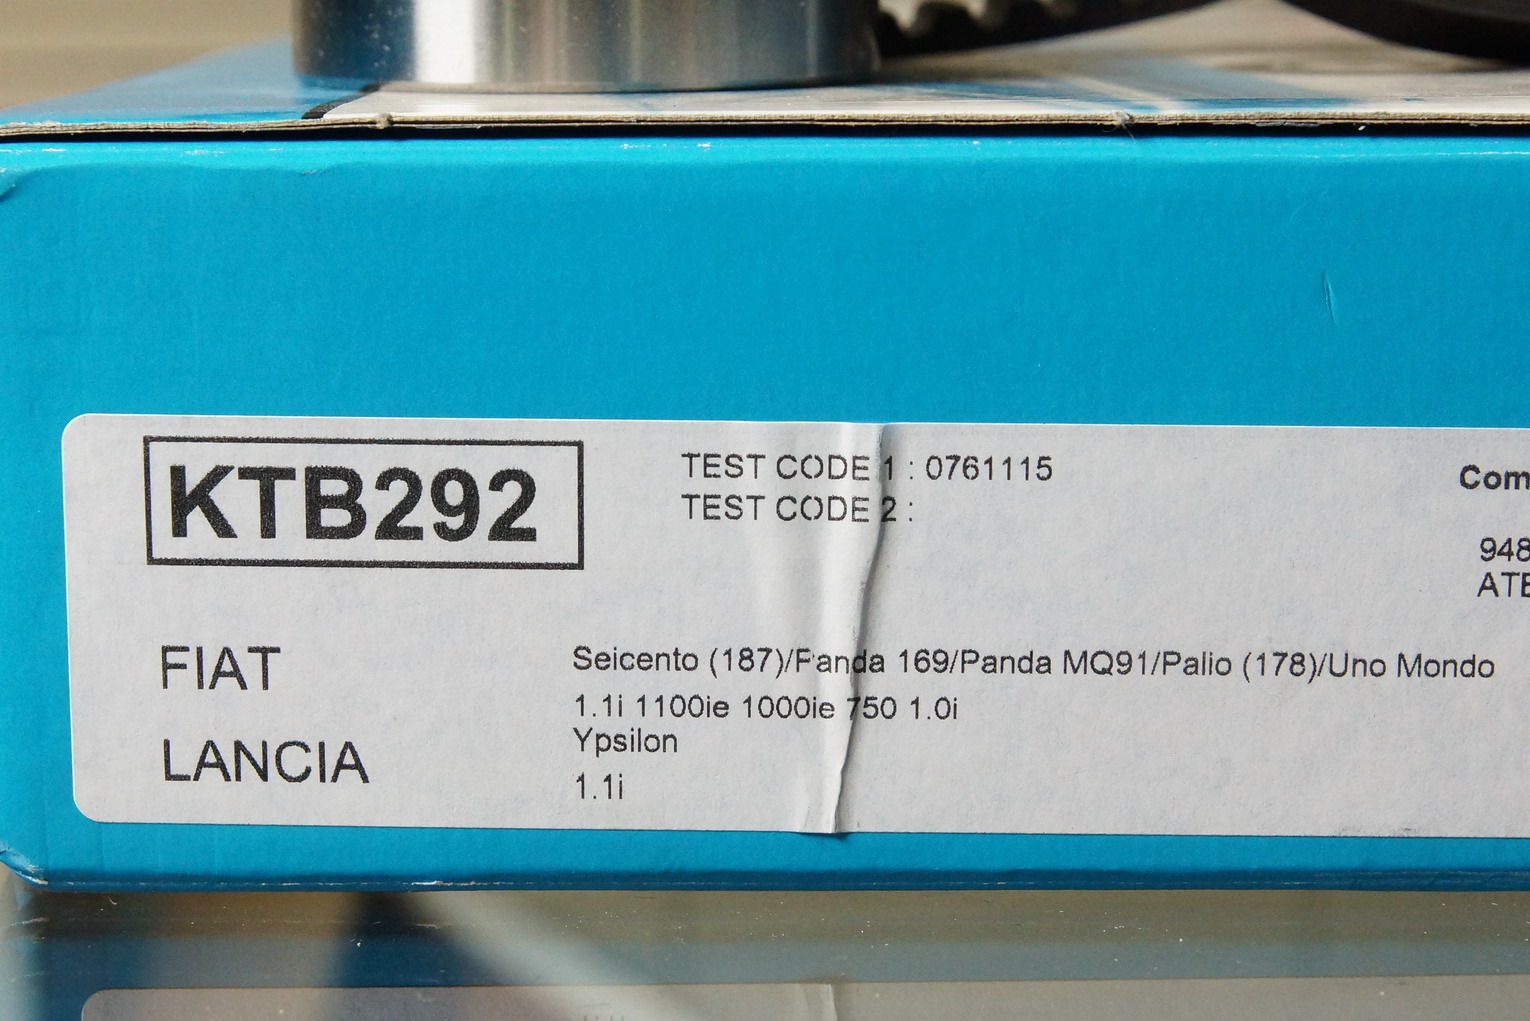 KTB292
TEST CODE 1 : 0761115
TEST CODE 2 :
Com
948
ATE
FIAT
Seicento (187)/Panda 169/Panda MQ91/Palio (178)/Uno Mondo
1.1i 1100ie 1000ie 750 1.0i
LANCIA
Ypsilon
1.1i